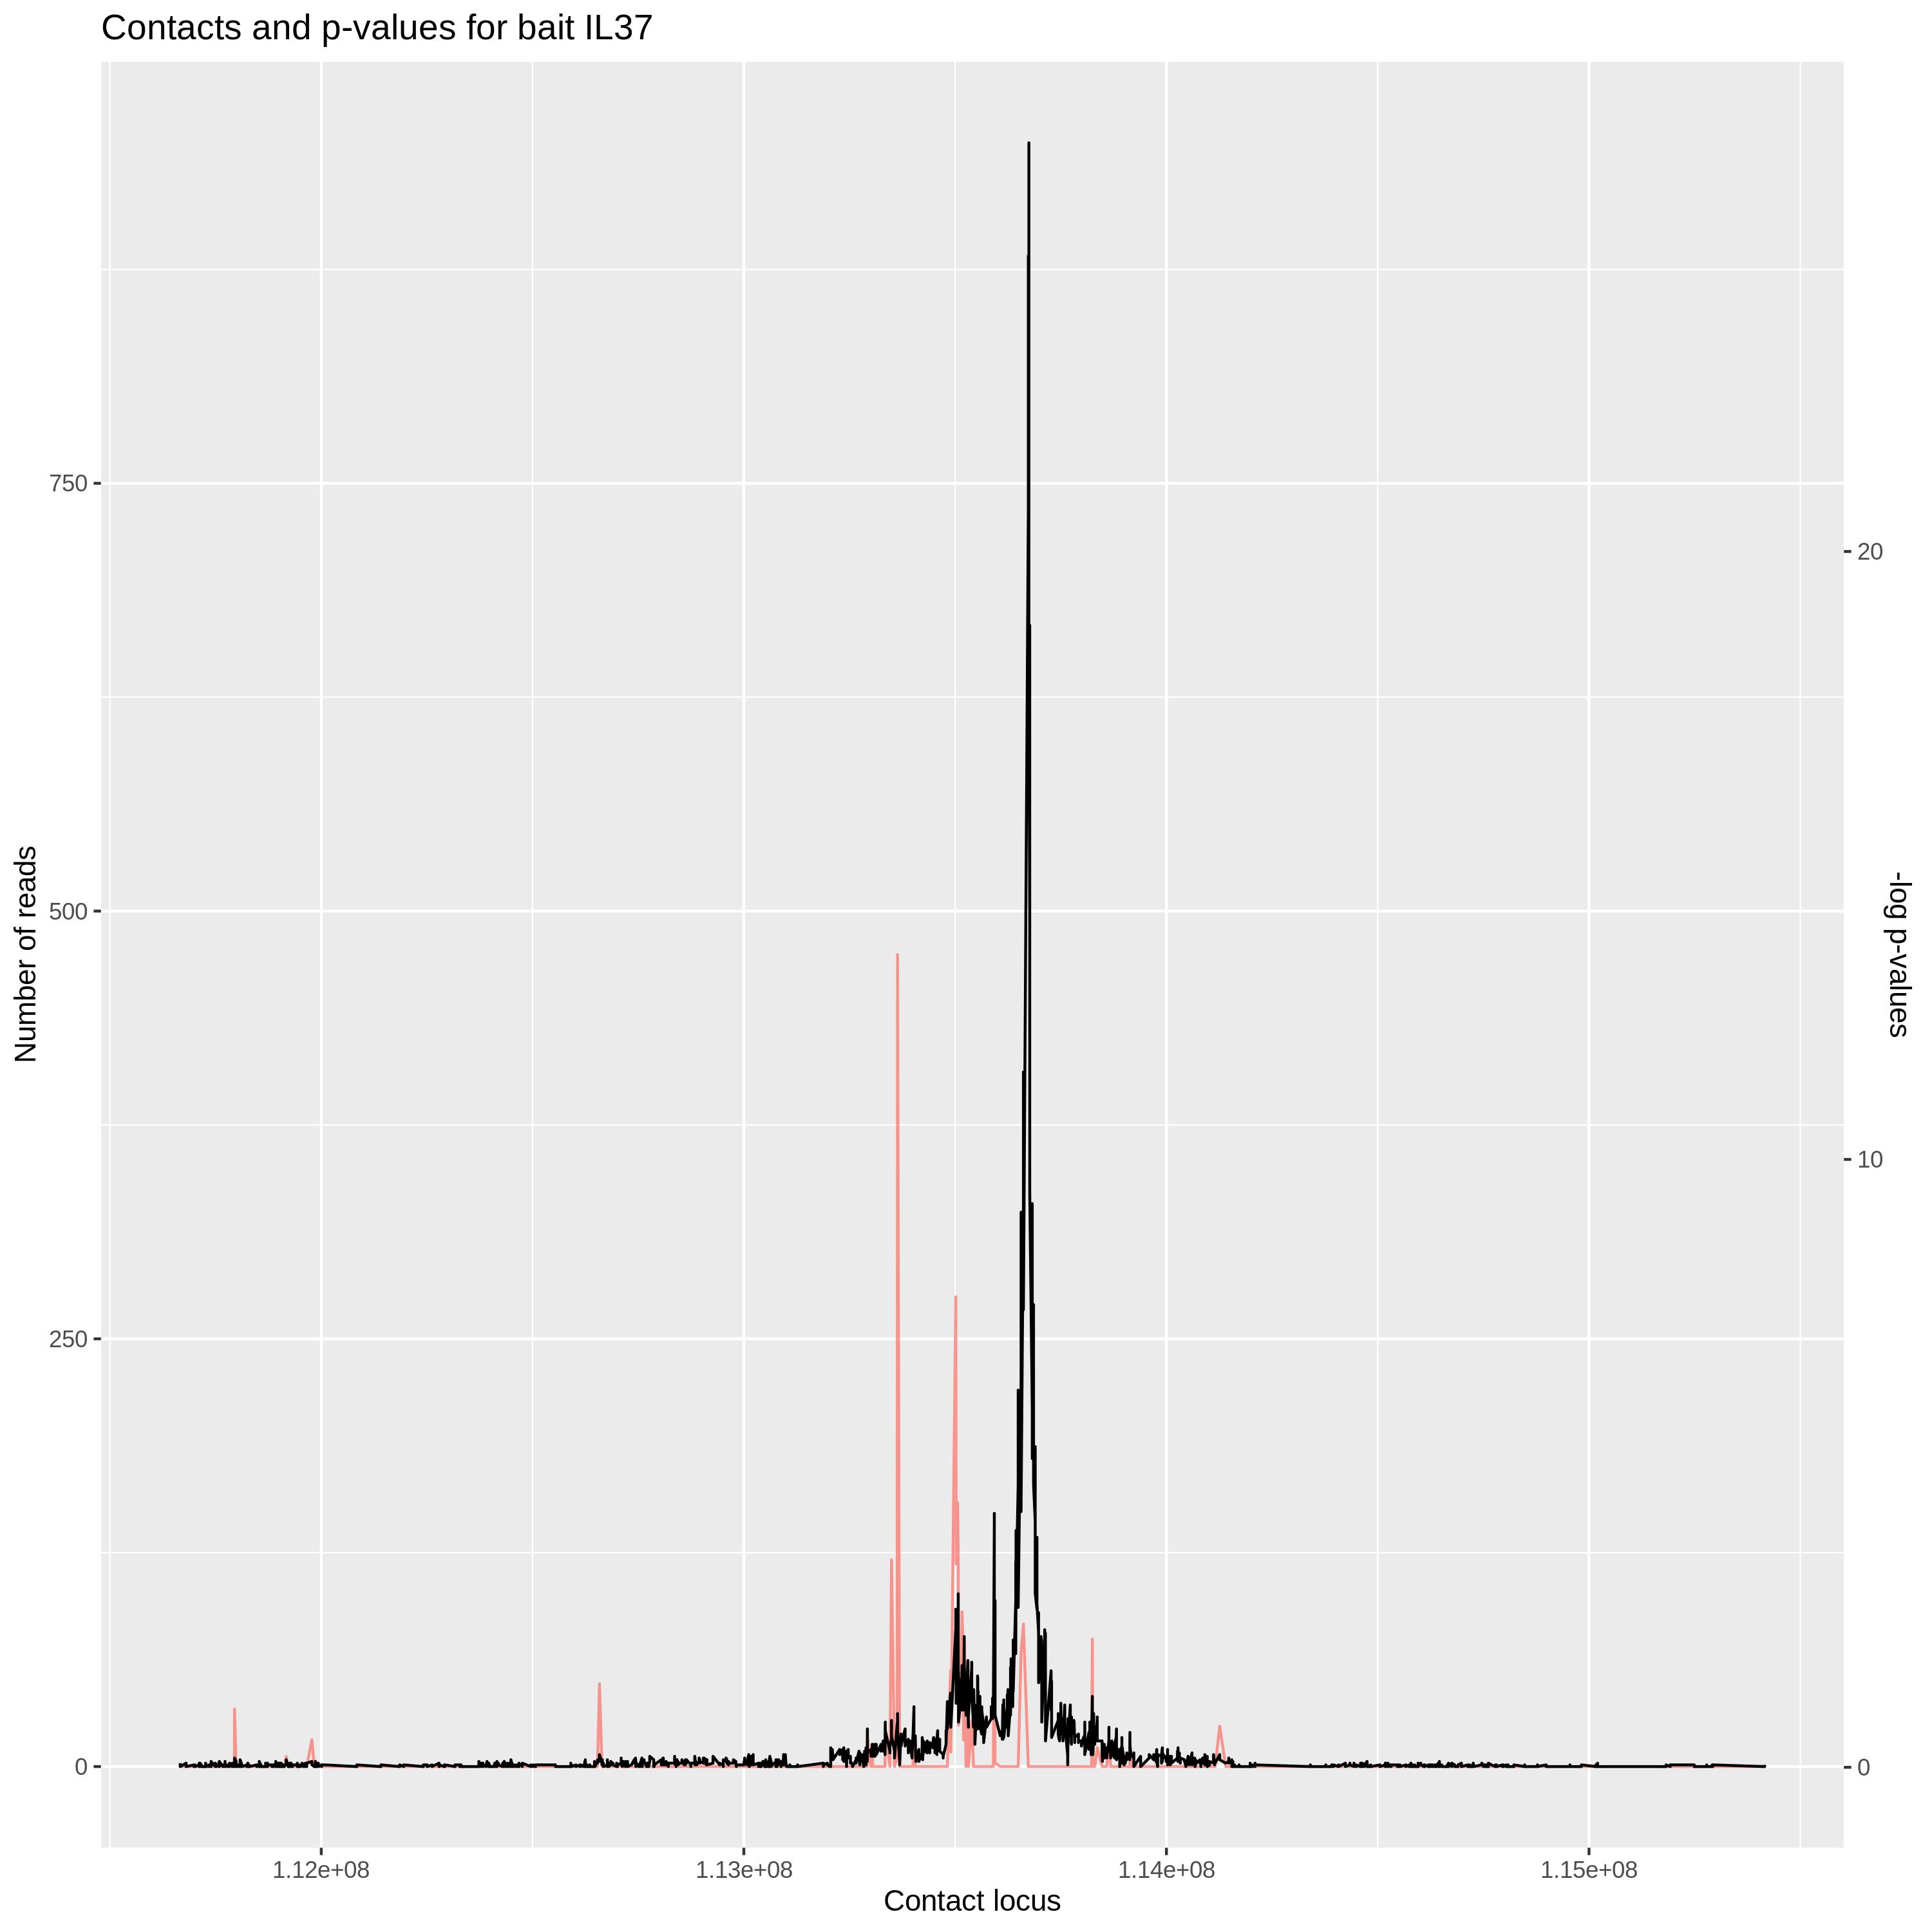 Contacts and p-values for bait IL37
750
500
250
0
Number of reads
20
10
0
-log p-values
1.12e+08
1.13e+08
1.14e+08
1.15e+08
Contact locus